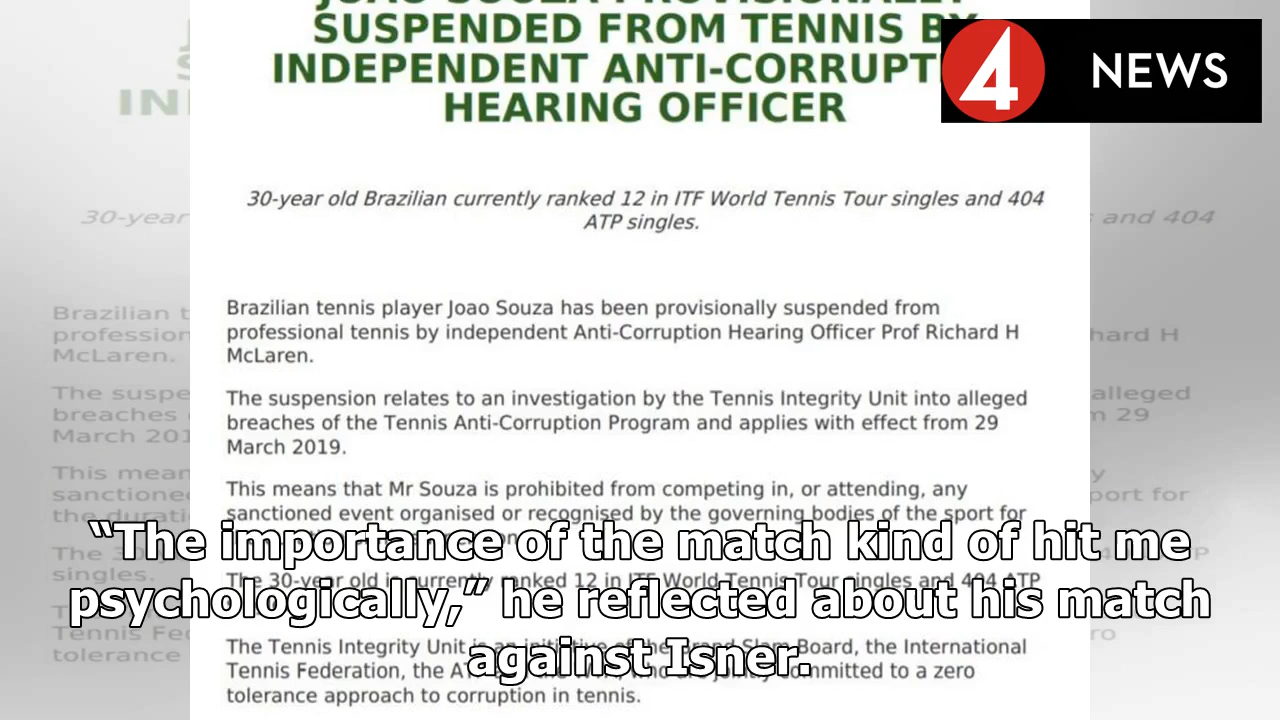 JOAO SOUZA PROVISIONALLY
SUSPENDED FROM TENNIS BY
INDEPENDENT ANTI-CORRUPTI
HEARING OFFICER
4 NEWS
30-year old Brazilian currently ranked 12 in ITF World Tennis Tour singles and 404
ATP singles.
Brazilian tennis player Joao Souza has been provisionally suspended from
professional tennis by independent Anti-Corruption Hearing Officer Prof Richard H
McLaren.
The suspension relates to an investigation by the Tennis Integrity Unit into alleged
breaches of the Tennis Anti-Corruption Program and applies with effect from 29
March 2019.
This means that Mr Souza is prohibited from competing in, or attending, any
sanctioned event organised or recognised by the governing bodies of the sport for
The 30-year old is currently ranked 12 in ITF World Tennis Tour singles and 404 ATP
The Tennis Integrity Unit is an initiative of the Grand Slam Board, the International
Tennis Federation, the committed to a zero
tolerance approach to corruption in tennis.
“The importance of the match kind of hit me
psychologically,” he reflected about his match
against Isner.